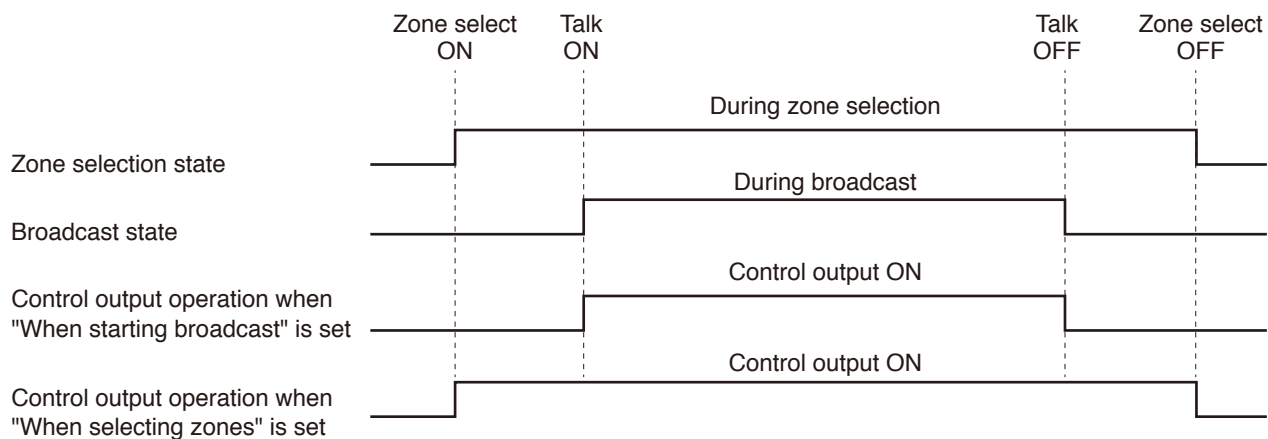 Zone select
ON
Talk
ON
Talk
OFF
Zone select
OFF
During zone selection
Zone selection state
During broadcast
Broadcast state
Control output ON
Control output operation when
"When starting broadcast" is set
Control output ON
Control output operation when
"When selecting zones" is set